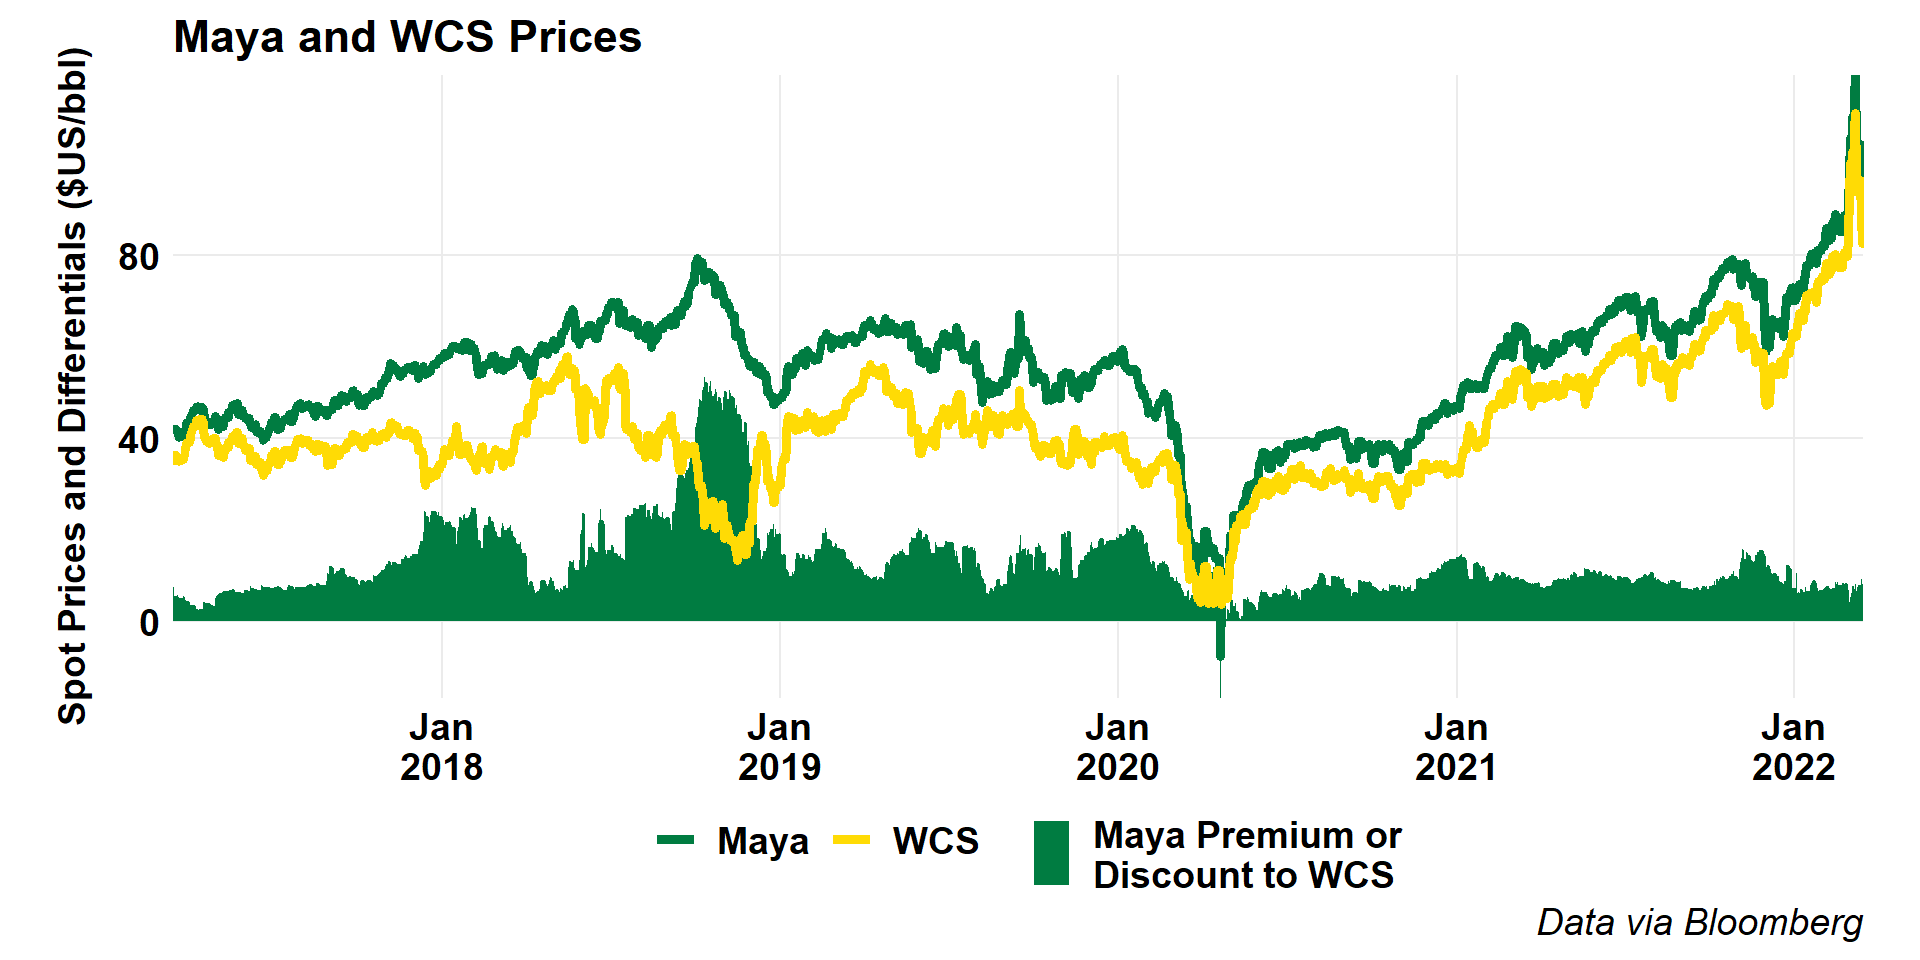 Maya and WCS Prices
Spot Prices and Differentials ($US/bbl)
80
40
0
Jan
2018
Jan
2019
Jan
2020
Jan
2021
Jan
2022
Maya
WCS
Maya Premium or
Discount to WCS
Data via Bloomberg